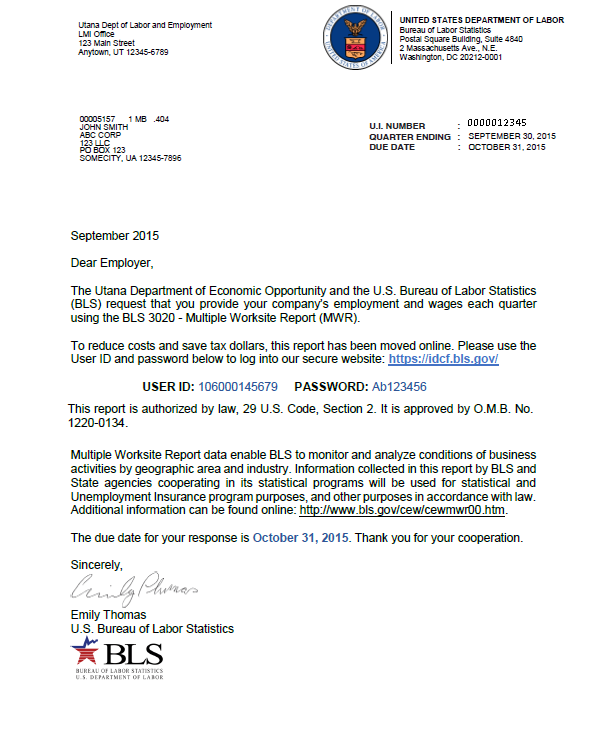 Utana Dept of Labor and Employment
LMI Office
123 Main Street
Anytown, UT 12345-6789
UNITED STATES DEPARTMENT OF LABOR
Bureau of Labor Statistics
Postal Square Building, Suite 4840
2 Massachusetts Ave., N.E.
Washington, DC 20212-0001
00005157 1 MB .404
JOHN SMITH
ABC CORP
123 LLC
PO BOX 123
SOMECITY, UA 12345-7896
U.I. NUMBER : 0000012345
QUARTER ENDING : SEPTEMBER 30, 2015
DUE DATE : OCTOBER 31, 2015
September 2015
Dear Employer,
The Utana Department of Economic Opportunity and the U.S. Bureau of Labor Statistics
(BLS) request that you provide your company's employment and wages each quarter
using the BLS 3020 - Multiple Worksite Report (MWR).
To reduce costs and save tax dollars, this report has been moved online. Please use the
User ID and password below to log into our secure website: https://idcf.bls.gov/
USER ID: 106000145679 PASSWORD: Ab123456
This report is authorized by law, 29 U.S. Code, Section 2. It is approved by O.M.B. No.
1220-0134.
Multiple Worksite Report data enable BLS to monitor and analyze conditions of business
activities by geographic area and industry. Information collected in this report by BLS and
State agencies cooperating in its statistical programs will be used for statistical and
Unemployment Insurance program purposes, and other purposes in accordance with law.
Additional information can be found online: http://www.bls.gov/cew/cewmwr00.htm.
The due date for your response is October 31, 2015. Thank you for your cooperation.
Sincerely,
Emily Thomas
Emily Thomas
U.S. Bureau of Labor Statistics
BLS
BUREAU OF LABOR STATISTICS
U.S. DEPARTMENT OF LABOR